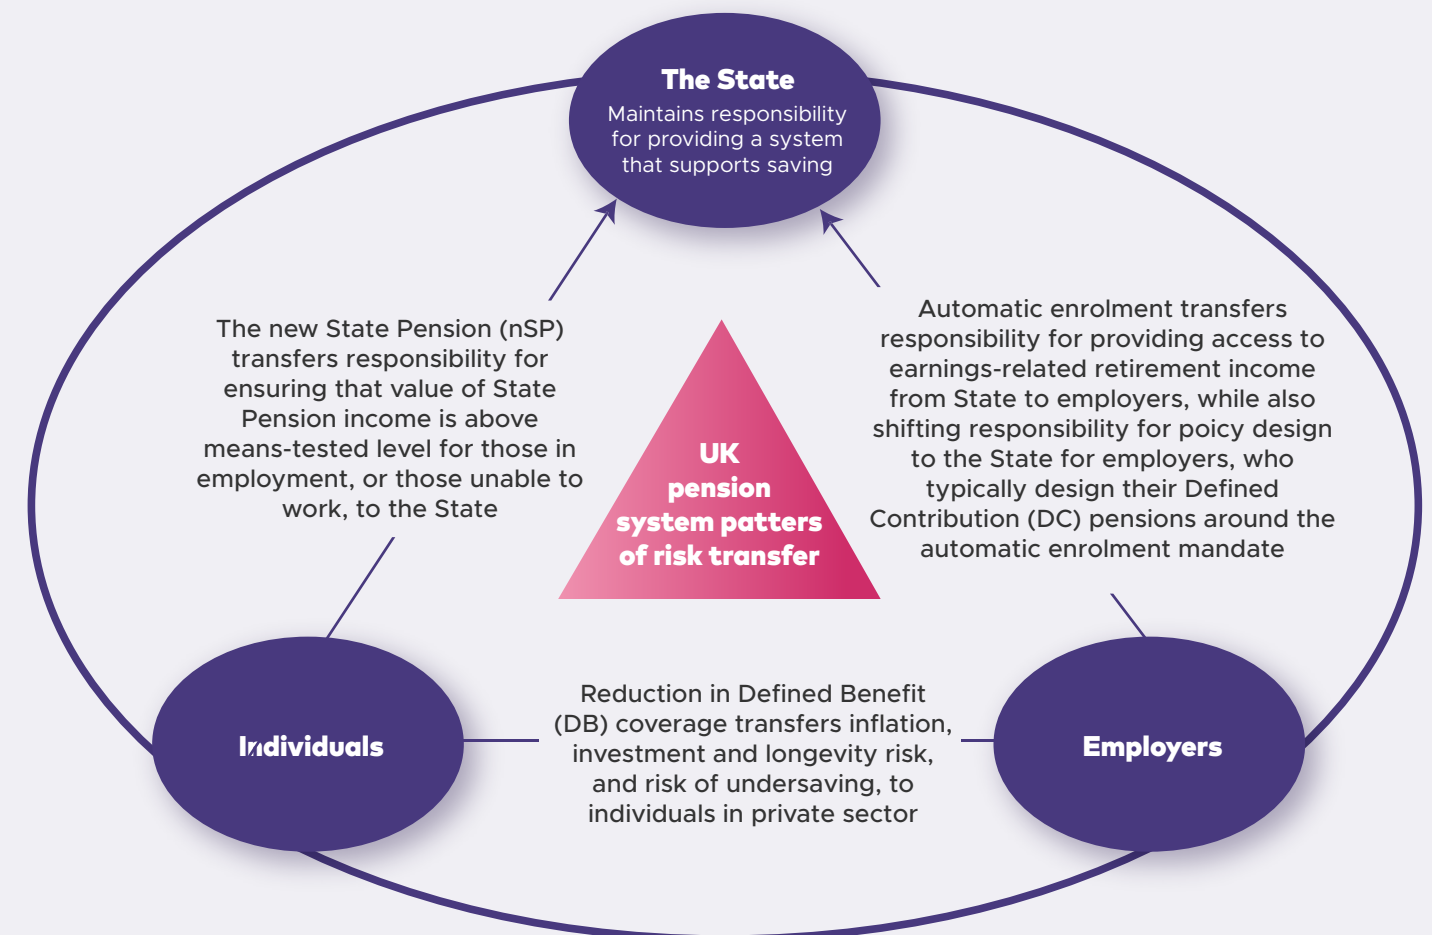 The State
Maintains responsibility
for providing a system
that supports saving
The new State Pension (nSP)
transfers responsibility for
ensuring that value of State
Pension income is above
means-tested level for those in
employment, or those unable to
work, to the State
Automatic enrolment transfers
responsibility for providing access to
earnings-related retirement income
from State to employers, while also
shifting responsibility for poicy design
to the State for employers, who
typically design their Defined
Contribution (DC) pensions around the
automatic enrolment mandate
UK
pension
system patters
of risk transfer
Individuals
Reduction in Defined Benefit
(DB) coverage transfers inflation,
investment and longevity risk,
and risk of undersaving, to
individuals in private sector
Employers